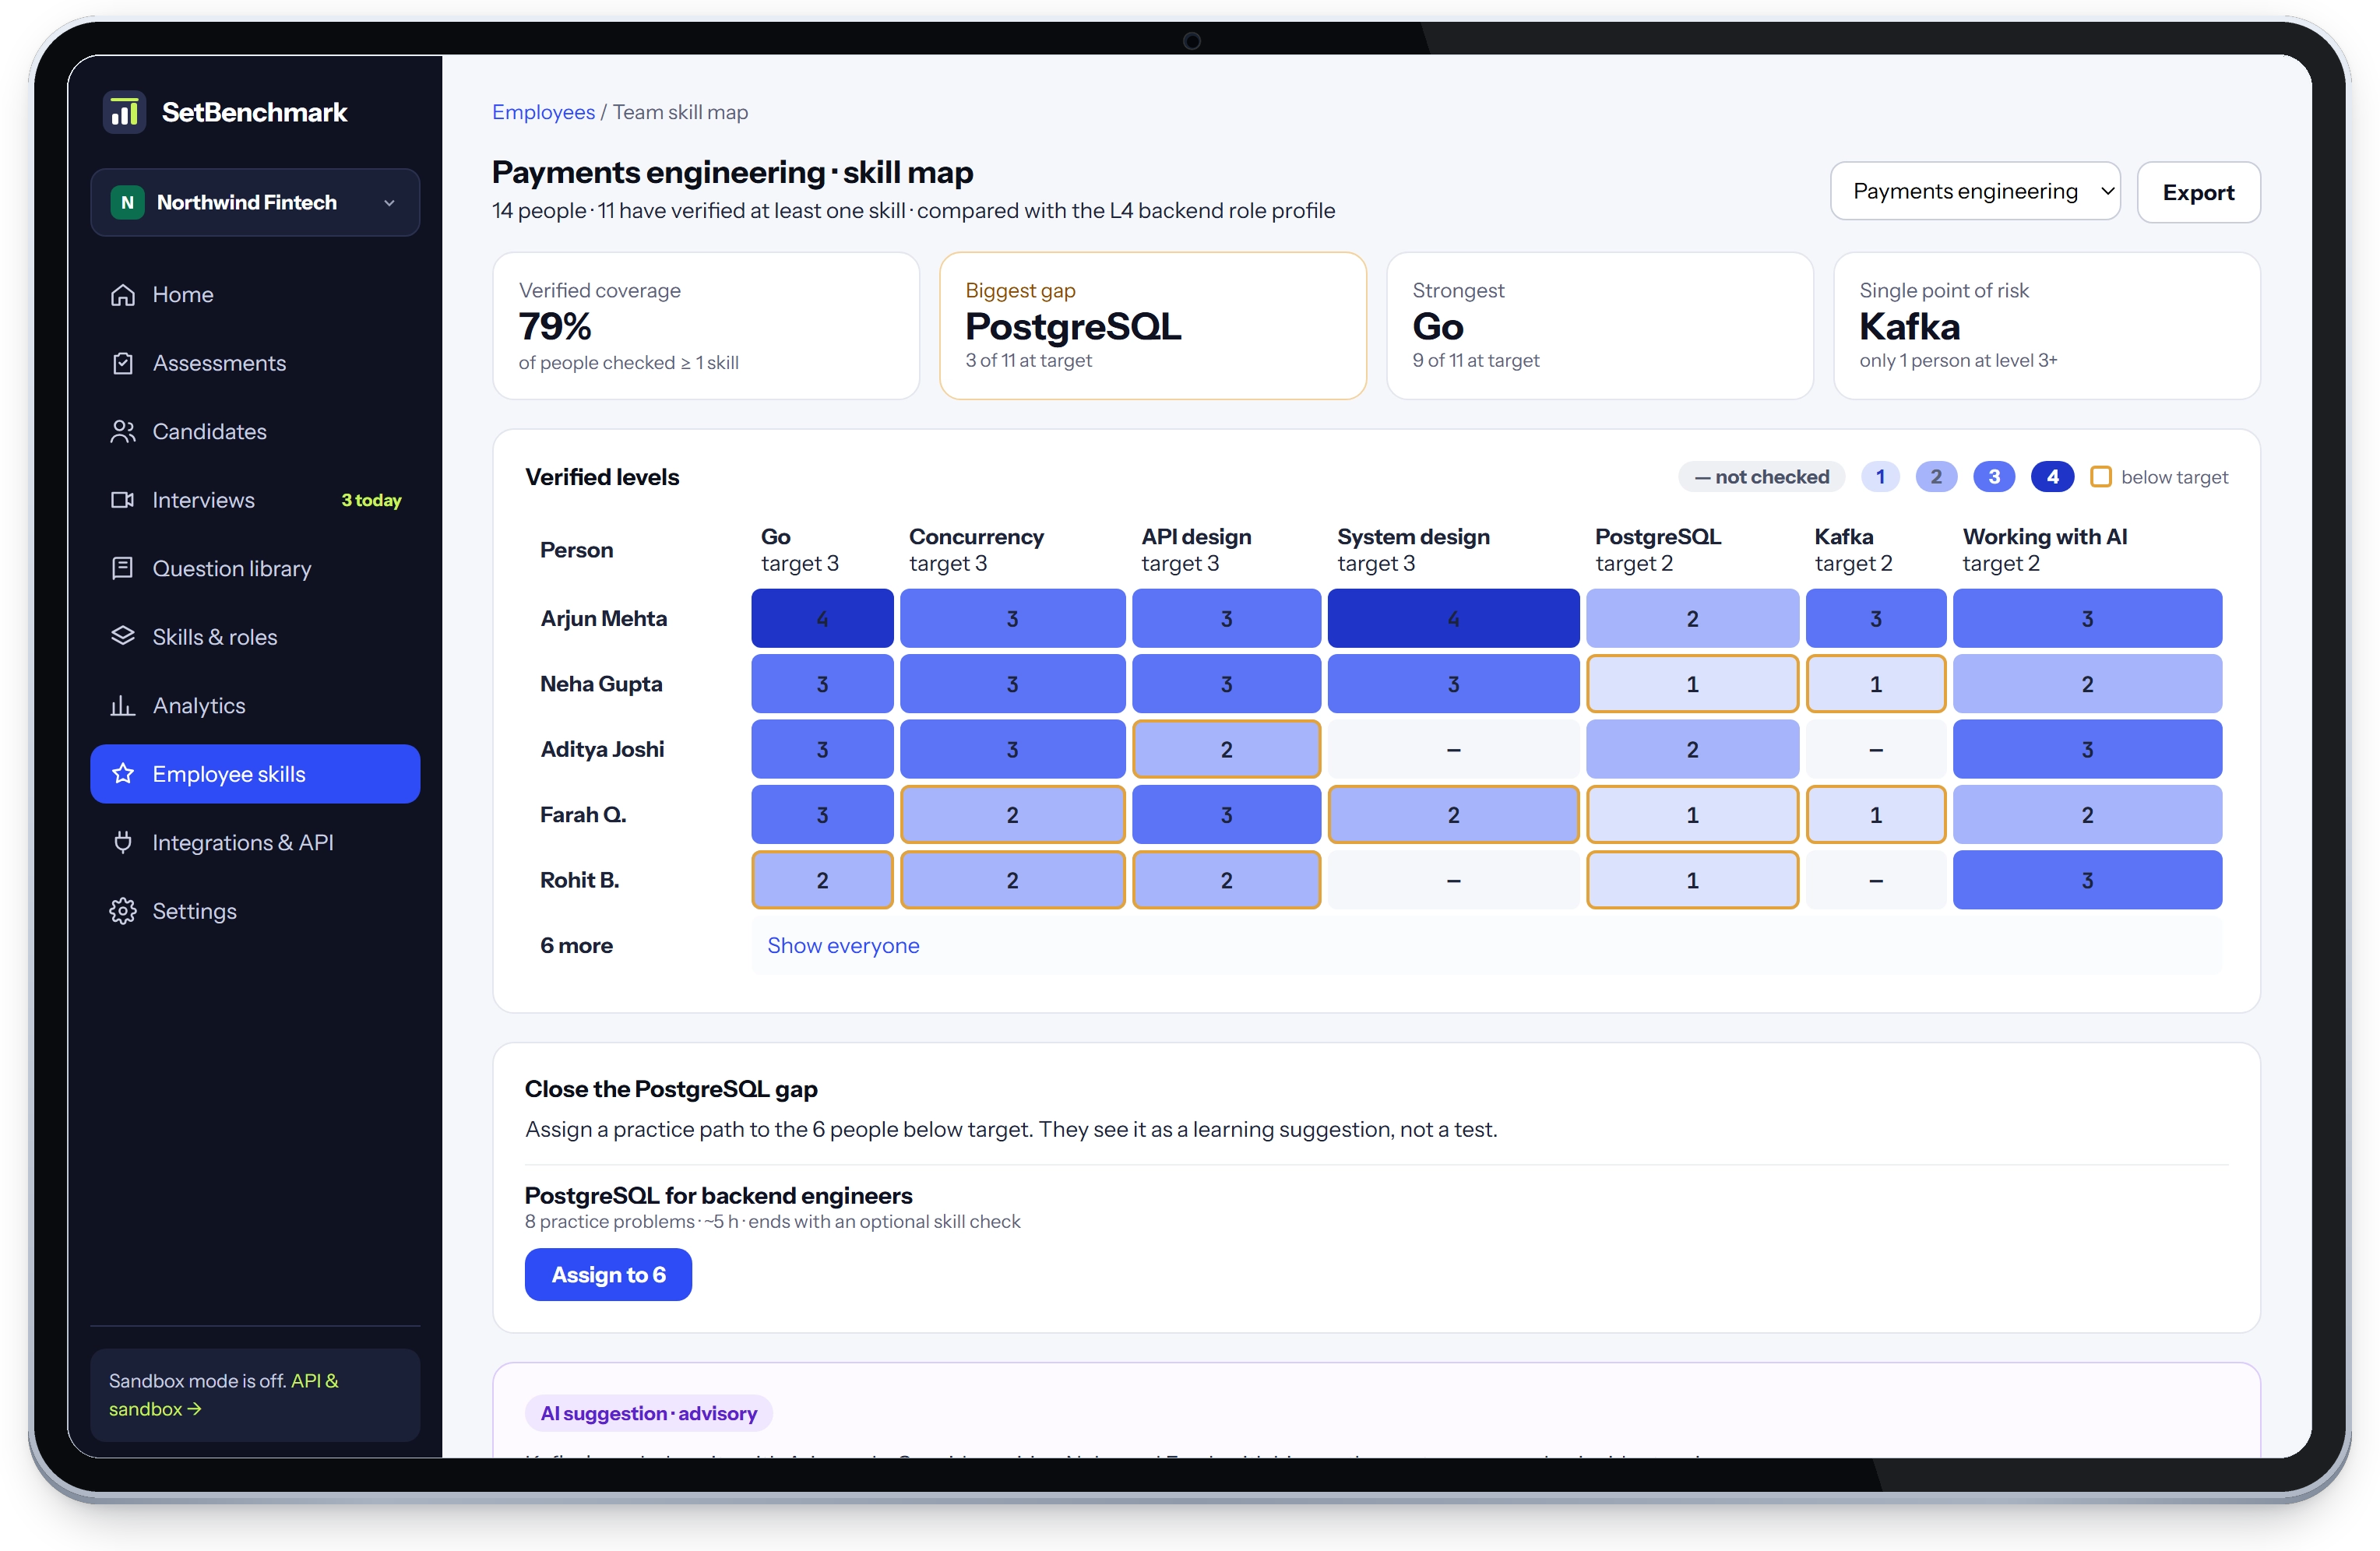 SetBenchmark
N Northwind Fintech
Home
Assessments
Candidates
Interviews 3 today
Question library
Skills & roles
Analytics
Employee skills
Integrations & API
Settings
Sandbox mode is off. API &
sandbox →
Employees / Team skill map
Payments engineering · skill map
14 people · 11 have verified at least one skill · compared with the L4 backend role profile
Payments engineering
Export
Verified coverage
79%
of people checked ≥ 1 skill
Biggest gap
PostgreSQL
3 of 11 at target
Strongest
Go
9 of 11 at target
Single point of risk
Kafka
only 1 person at level 3+
Verified levels
— not checked 1 2 3 4 below target
Person Go Concurrency API design System design PostgreSQL Kafka Working with AI
target 3 target 3 target 3 target 3 target 2 target 2 target 2
Arjun Mehta 4 3 3 4 2 3 3
Neha Gupta 3 3 3 3 1 1 2
Aditya Joshi 3 3 2 — 2 — 3
Farah Q. 3 2 3 2 1 1 2
Rohit B. 2 2 2 — 1 — 3
6 more Show everyone
Close the PostgreSQL gap
Assign a practice path to the 6 people below target. They see it as a learning suggestion, not a test.
PostgreSQL for backend engineers
8 practice problems · ~5 h · ends with an optional skill check
Assign to 6
AI suggestion · advisory